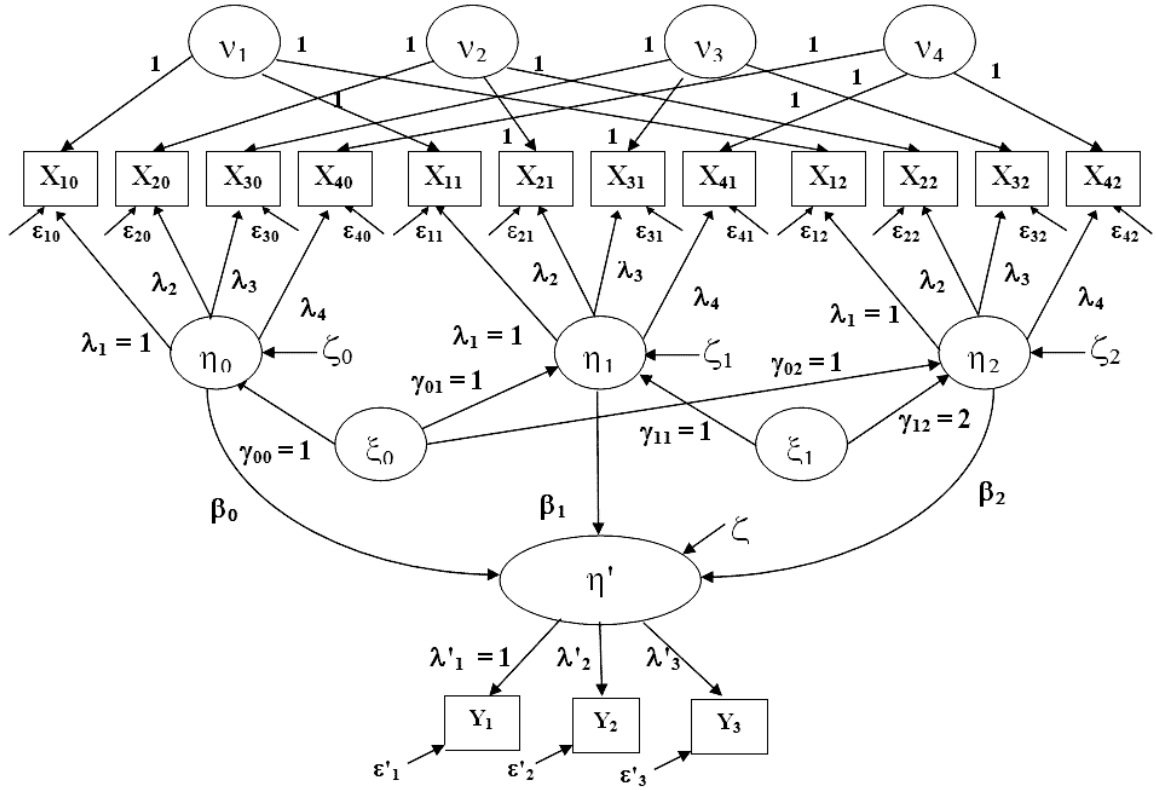 ν1 ν2 ν3 ν4
1 1 1 1 1 1
1 1 1 1 1 1
X10 X20 X30 X40 X11 X21 X31 X41 X12 X22 X32 X42
ε10 ε20 ε30 ε40 ε11 ε21 ε31 ε41 ε12 ε22 ε32 ε42
λ2 λ3 λ2 λ3 λ2 λ3
λ4 λ4 λ4
λ1 = 1 λ1 = 1 λ1 = 1
η0 ζ0 η1 ζ1 η2 ζ2
γ01 = 1 γ02 = 1
γ00 = 1 ξ0 γ11 = 1 ξ1 γ12 = 2
β0 β1 β2
ζ
η'
λ'1 = 1 λ'2 λ'3
Y1 Y2 Y3
ε'1 ε'2 ε'3